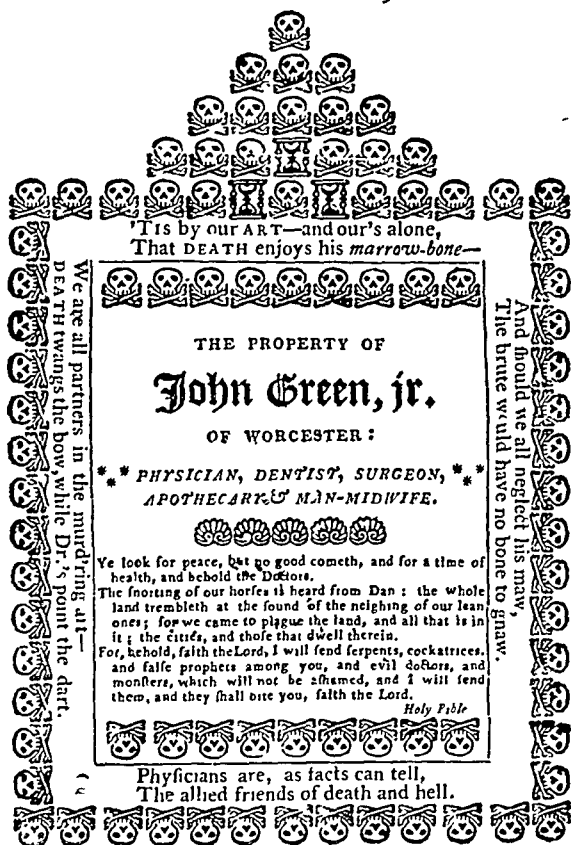 'TIS by our ART—and our's alone,
That DEATH enjoys his marrow-bone—
And ſhould we all neglect his maw,
The brute would have no bone to gnaw.
Phyſicians are, as facts can tell,
The allied friends of death and hell.
We are all partners in the murd'ring art—
DEATH twangs the bow, while Dr.'s point the dart.
THE PROPERTY OF
John Green, jr.
OF WORCESTER:
*** PHYSICIAN, DENTIST, SURGEON, ***
APOTHECARY & MAN-MIDWIFE.
Ye look for peace, but no good cometh, and for a time of
health, and behold the Doctors.
The ſnorting of our horſes is heard from Dan: the whole
land trembleth at the ſound of the neighing of our lean
ones; for we came to plague the land, and all that is in
it; the cities, and thoſe that dwell therein.
For, behold, ſaith the Lord, I will ſend ſerpents, cockatrices,
and falſe prophets among you, and evil doctors, and
monſters, which will not be aſhamed, and I will ſend
them, and they ſhall bite you, ſaith the Lord.
Holy Bible